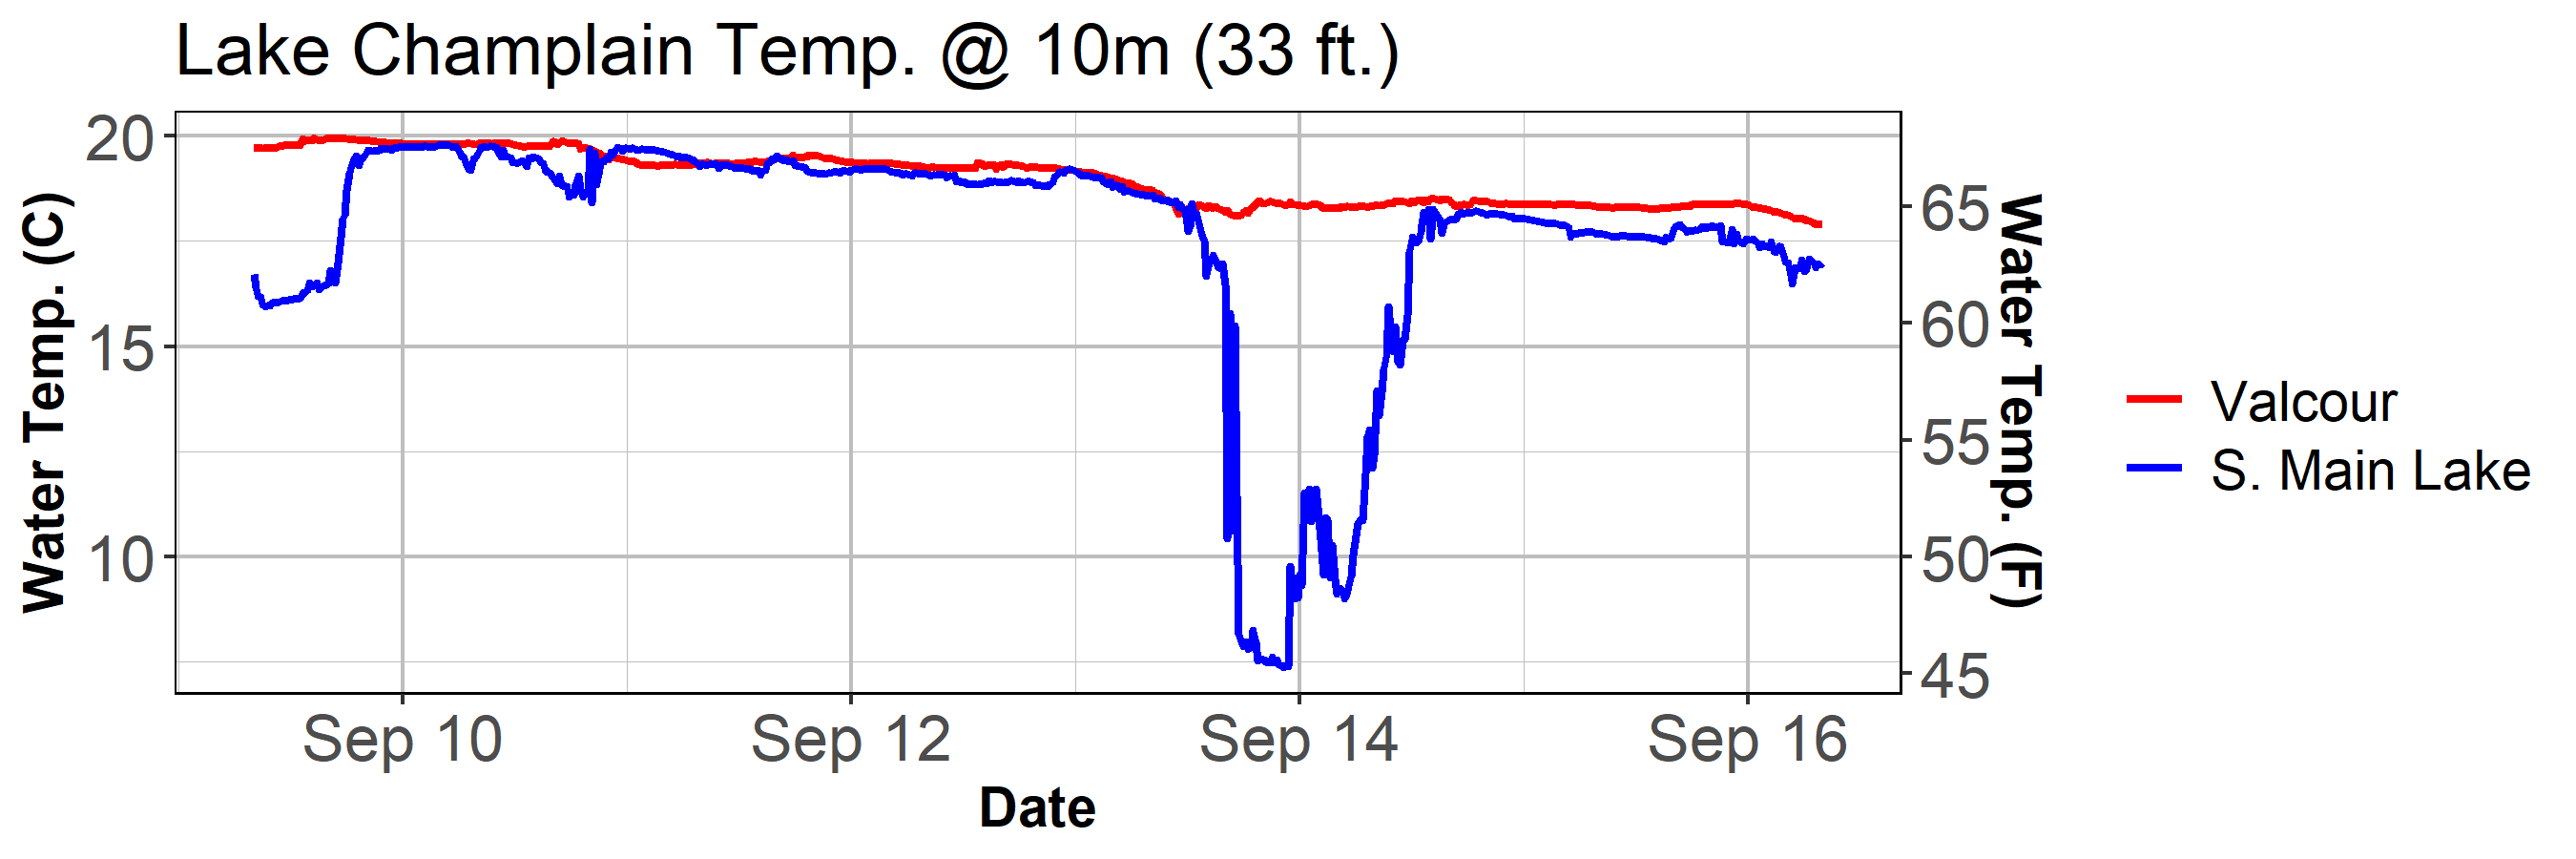 Lake Champlain Temp. @ 10m (33 ft.)
Water Temp. (C)
20
15
10
65
60
55
50
45
Water Temp. (F)
Sep 10
Sep 12
Sep 14
Sep 16
Date
Valcour
S. Main Lake